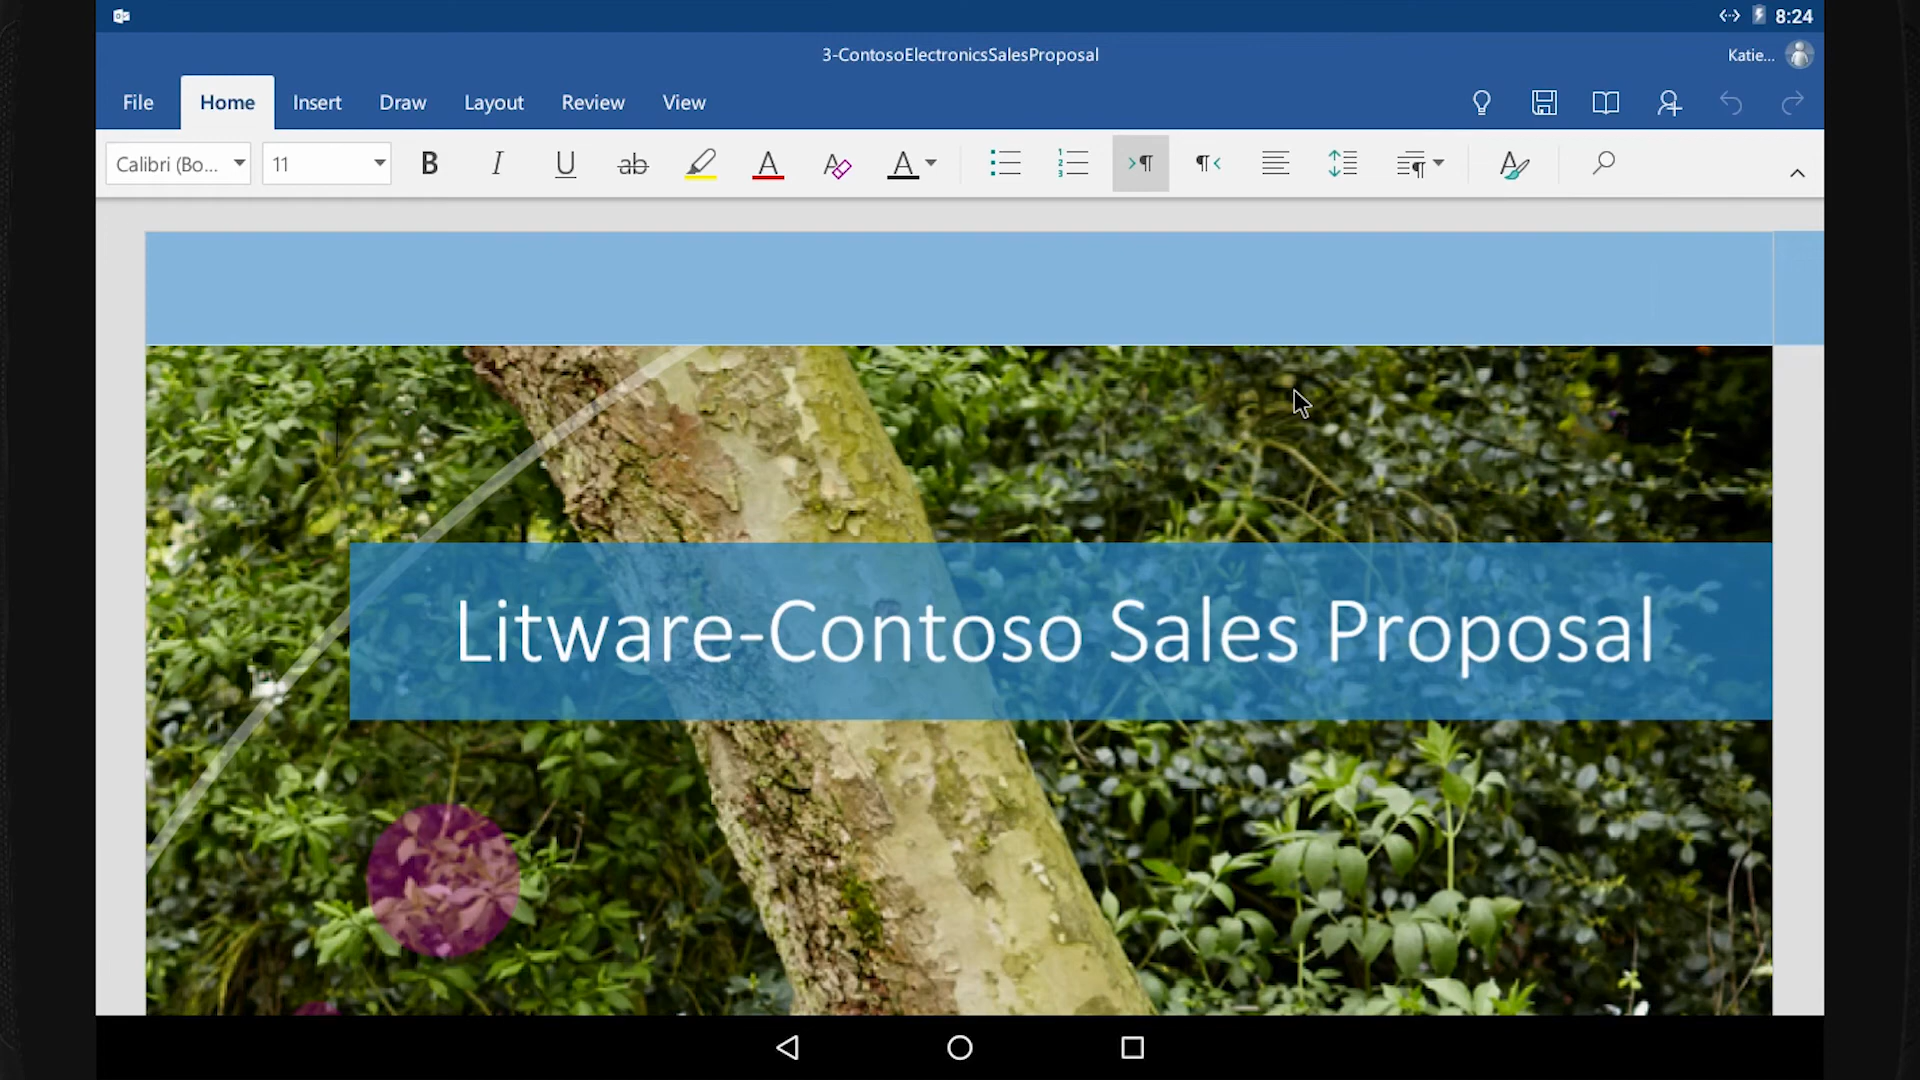 8:24
3-ContosoElectronicsSalesProposal
Katie...
File Home Insert Draw Layout Review View
Calibri (Bo... 11 B I U ab A A A
Litware-Contoso Sales Proposal